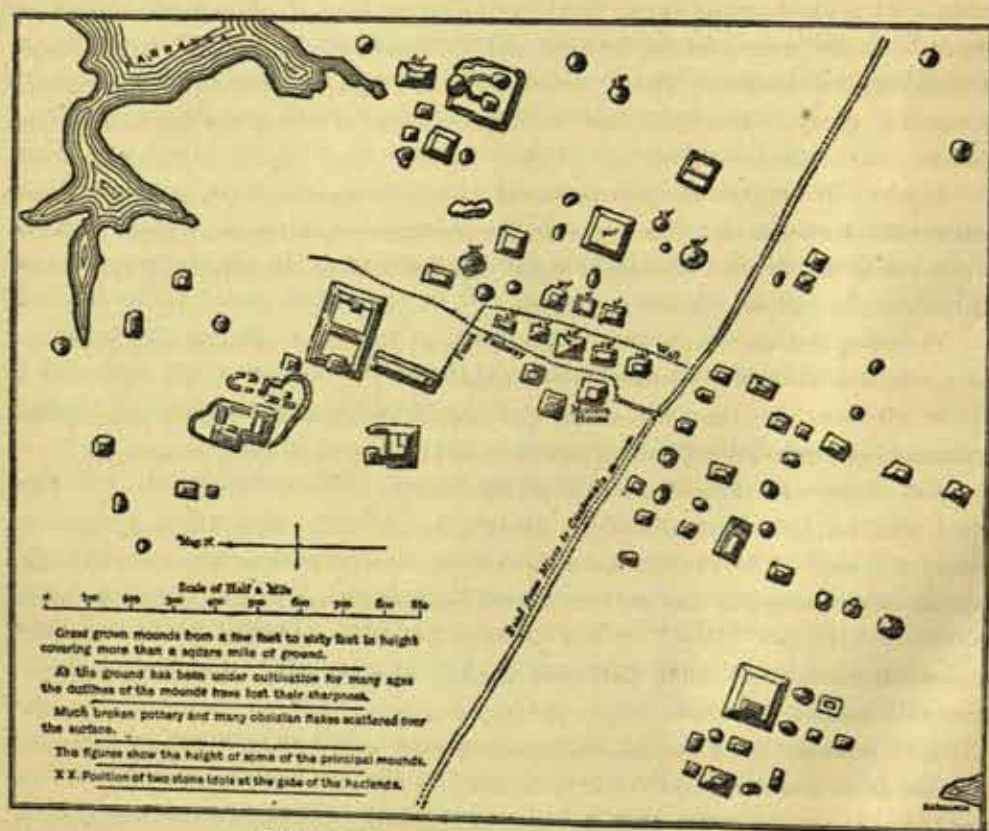 Scale of Half a Mile
Grass grown mounds from a few feet to sixty feet in height
covering more than a square mile of ground.
As the ground has been under cultivation for many ages
the outlines of the mounds have lost their sharpness.
Much broken pottery and many obsidian flakes scattered over
the surface.
The figures show the height of some of the principal mounds.
X X. Position of two stone idols at the gate of the hacienda.
Road from Mixco to Guatemala
Wall
House